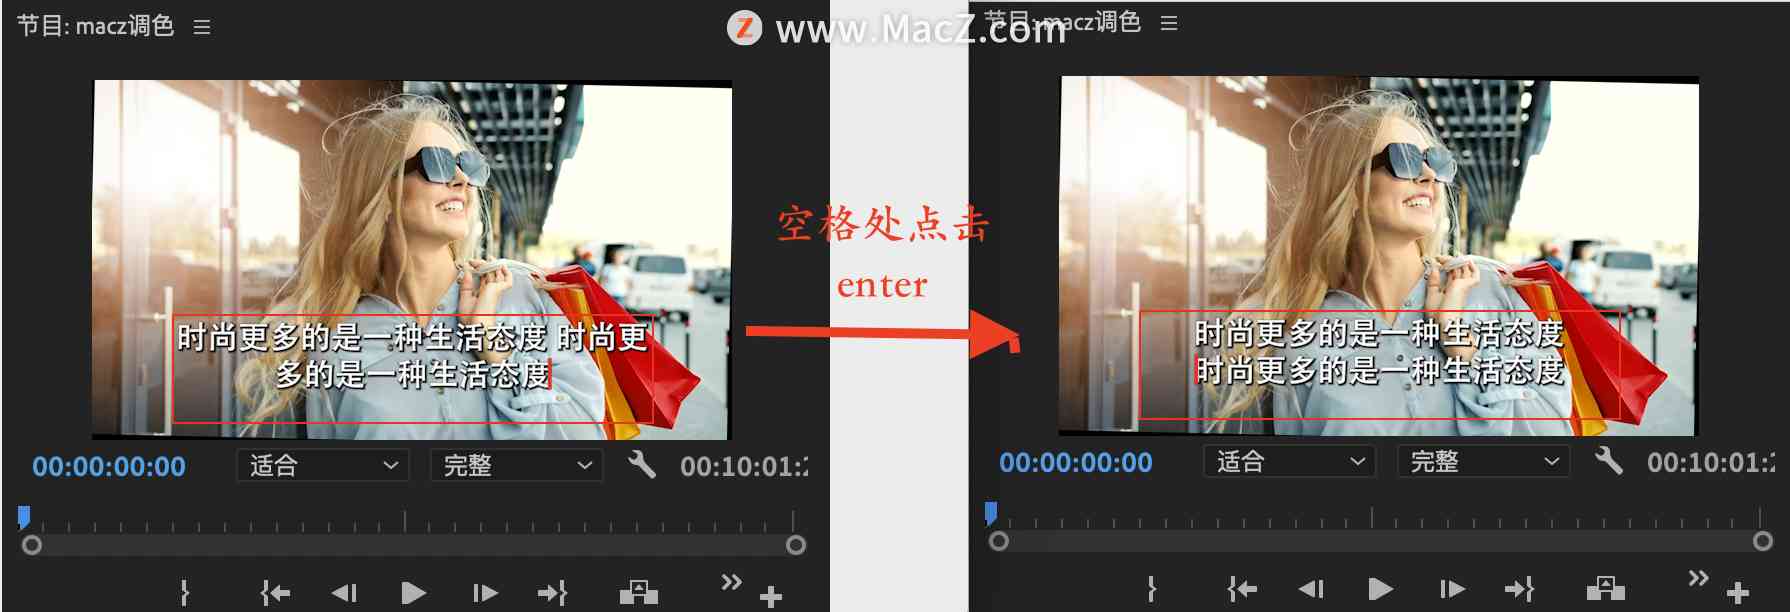 节目: macz调色
www.MacZ.com
时尚更多的是一种生活态度 时尚更
多的是一种生活态度
00:00:00:00
适合
完整
00:10:01:
空格处点击
enter
节目: macz调色
时尚更多的是一种生活态度
时尚更多的是一种生活态度
00:00:00:00
适合
完整
00:10:01: